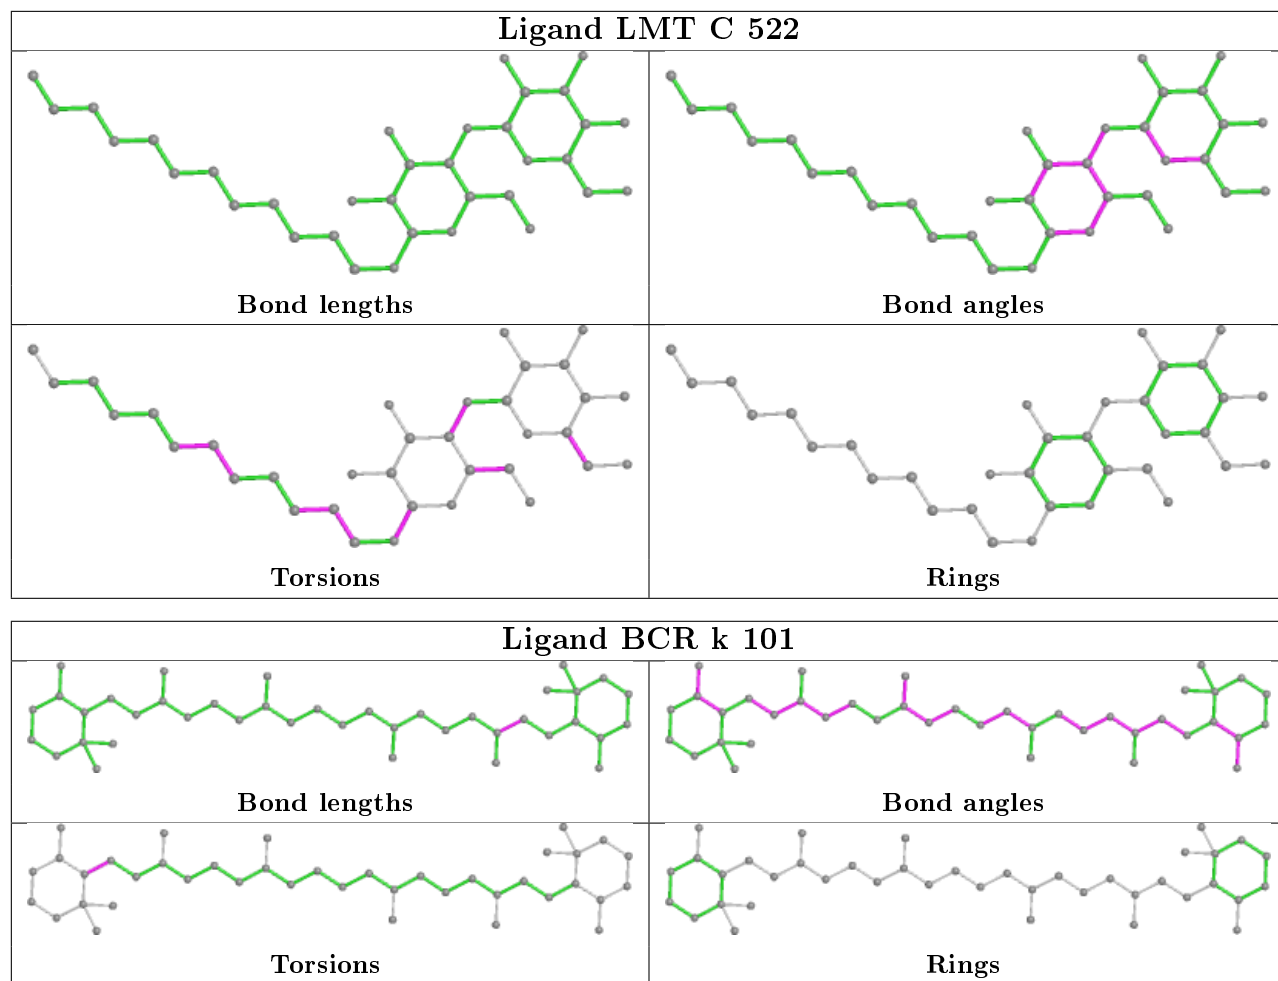 Ligand LMT C 522
Bond lengths
Bond angles
Torsions
Rings
Ligand BCR k 101
Bond lengths
Bond angles
Torsions
Rings